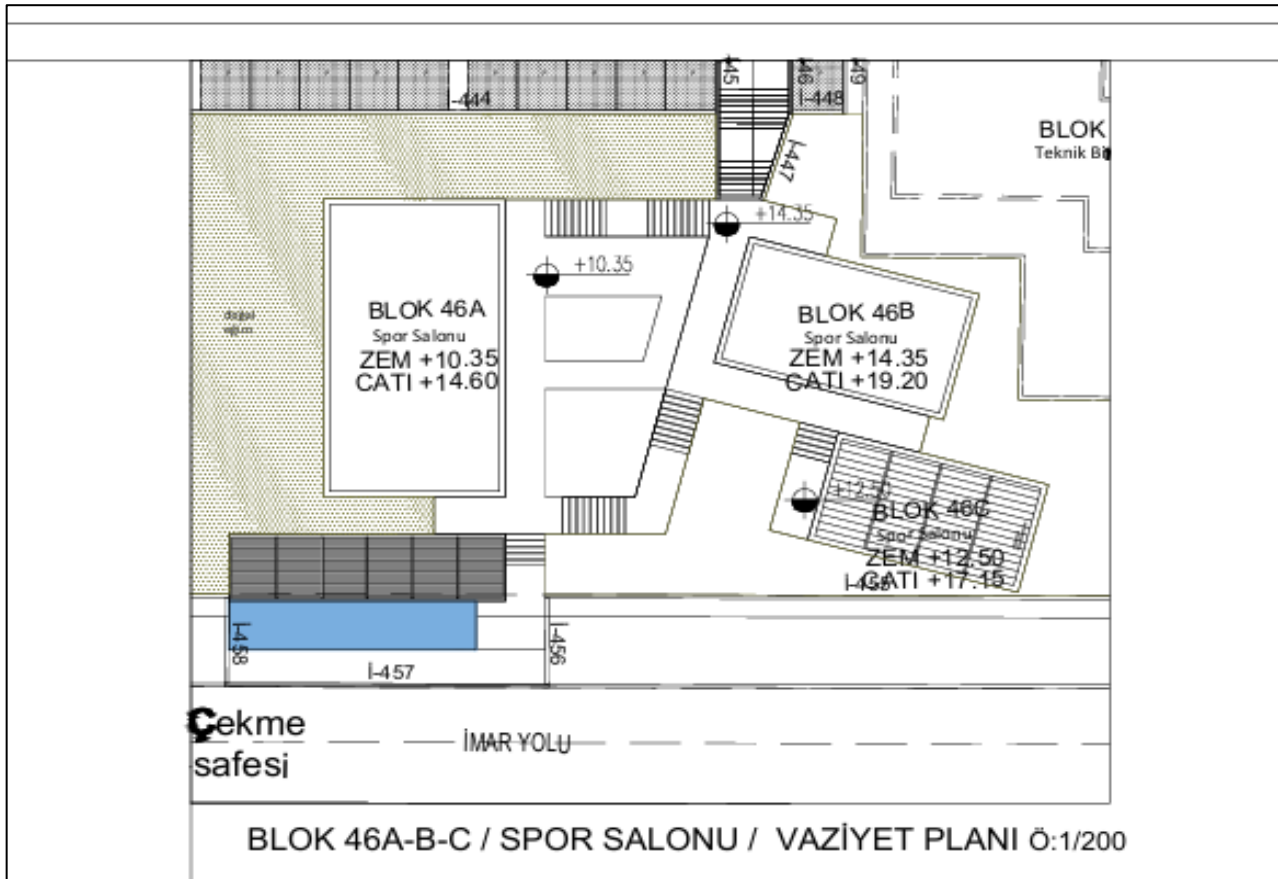 İ-444
İ-448
İ-447
BLOK
Teknik Bi
+14.35
+10.35
BLOK 46A
Spor Salonu
ZEM +10.35
CATI +14.60
BLOK 46B
Spor Salonu
ZEM +14.35
CATI +19.20
doğal
+12.50
BLOK 46C
Spor Salonu
ZEM +12.50
CATI +17.15
İ-455
İ-458
İ-457
İ-456
Çekme
safesi
İMAR YOLU
BLOK 46A-B-C / SPOR SALONU / VAZİYET PLANI Ö:1/200